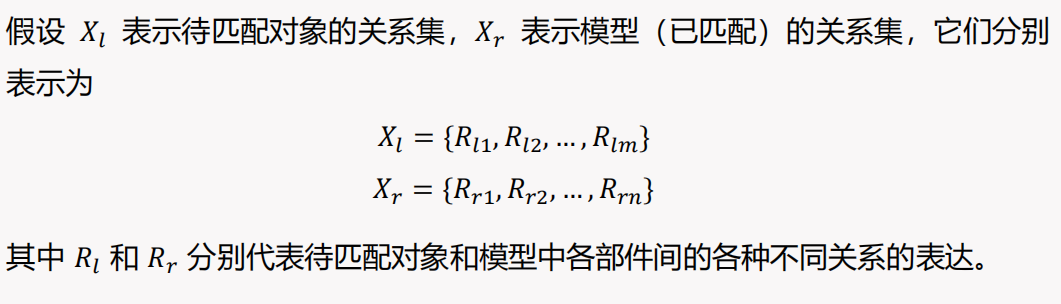 假设 $X_l$ 表示待匹配对象的关系集，$X_r$ 表示模型（已匹配）的关系集，它们分别
表示为
$X_l = \{R_{l1}, R_{l2}, \ldots, R_{lm}\}$
$X_r = \{R_{r1}, R_{r2}, \ldots, R_{rn}\}$
其中 $R_l$ 和 $R_r$ 分别代表待匹配对象和模型中各部件间的各种不同关系的表达。